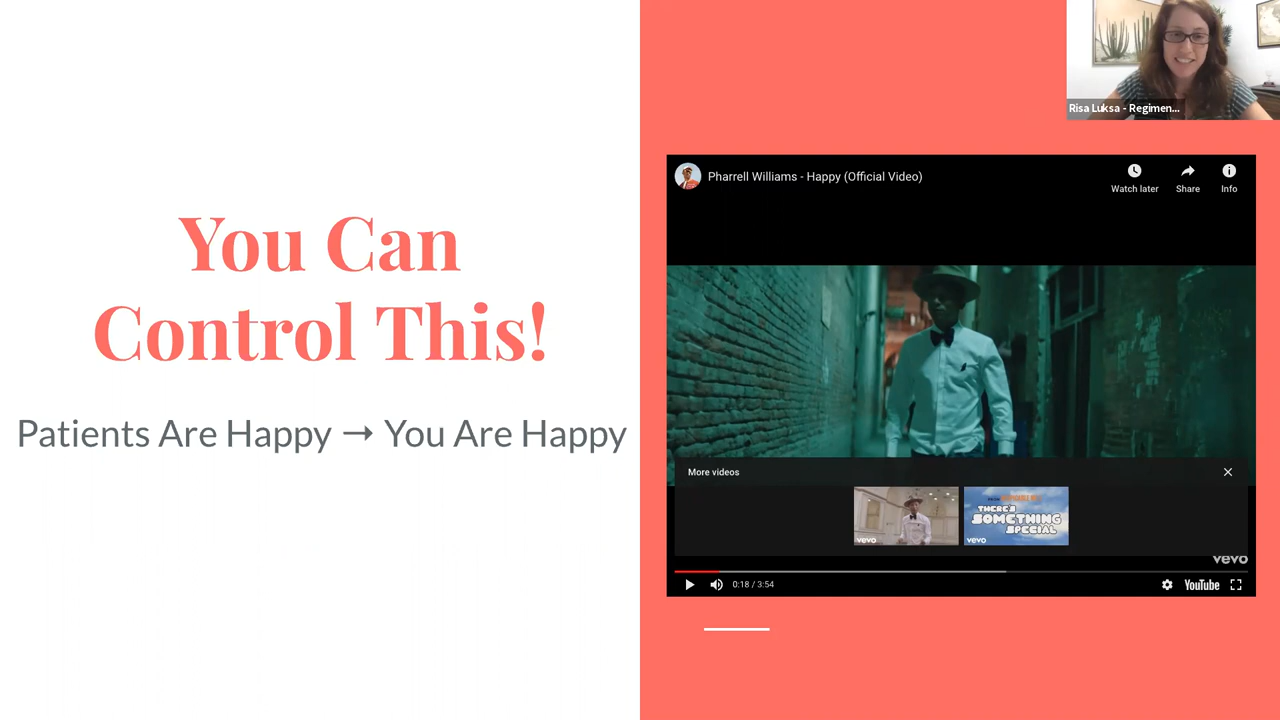 You Can
Control This!
Patients Are Happy → You Are Happy
Risa Luksa - Regimen...
Pharrell Williams - Happy (Official Video)
Watch later
Share
Info
More videos
vevo
THERE'S
SOMETHING
SPECIAL
vevo
vevo
0:18 / 3:54
YouTube